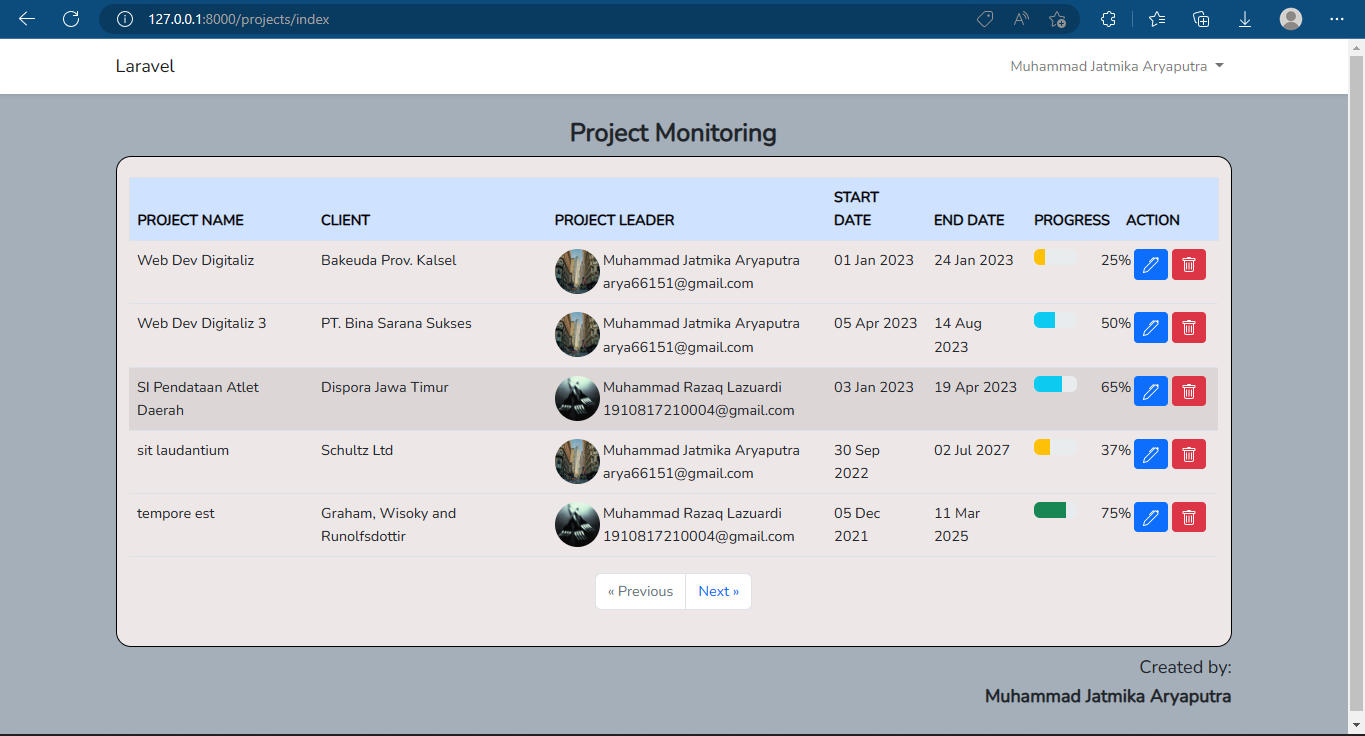 127.0.0.1:8000/projects/index
Laravel
Muhammad Jatmika Aryaputra
Project Monitoring
PROJECT NAME CLIENT PROJECT LEADER START DATE END DATE PROGRESS ACTION
Web Dev Digitaliz Bakeuda Prov. Kalsel Muhammad Jatmika Aryaputra 01 Jan 2023 24 Jan 2023 25%
arya66151@gmail.com
Web Dev Digitaliz 3 PT. Bina Sarana Sukses Muhammad Jatmika Aryaputra 05 Apr 2023 14 Aug 50%
arya66151@gmail.com 2023
SI Pendataan Atlet Dispora Jawa Timur Muhammad Razaq Lazuardi 03 Jan 2023 19 Apr 2023 65%
Daerah 1910817210004@gmail.com
sit laudantium Schultz Ltd Muhammad Jatmika Aryaputra 30 Sep 02 Jul 2027 37%
arya66151@gmail.com 2022
tempore est Graham, Wisoky and Muhammad Razaq Lazuardi 05 Dec 11 Mar 75%
Runolfsdottir 1910817210004@gmail.com 2021 2025
« Previous Next »
Created by:
Muhammad Jatmika Aryaputra